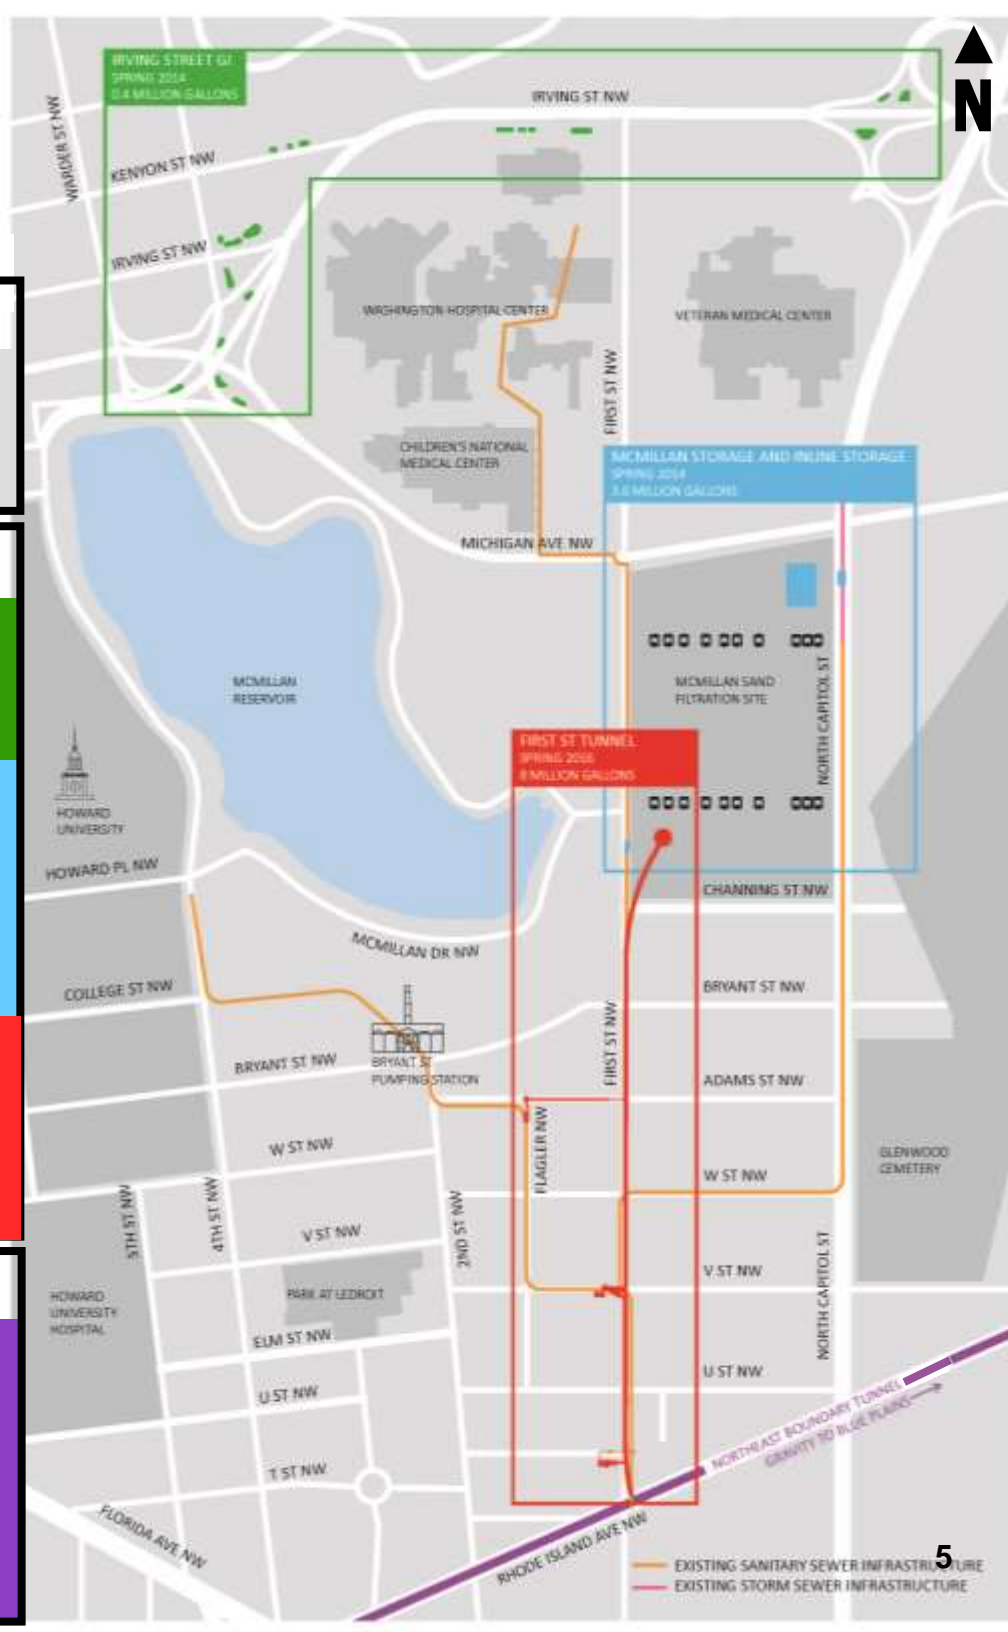 IRVING STREET GI
SPRING 2014
0.4 MILLION GALLONS
N
IRVING ST NW
WARDER ST NW
KENYON ST NW
IRVING ST NW
WASHINGTON HOSPITAL CENTER
VETERAN MEDICAL CENTER
FIRST ST NW
CHILDREN'S NATIONAL
MEDICAL CENTER
MCMILLAN STORAGE AND INLINE STORAGE
SPRING 2014
MILLION GALLONS
MICHIGAN AVE NW
MCMILLAN
RESERVOIR
MCMILLAN SAND
FILTRATION SITE
NORTH CAPITOL ST
FIRST ST TUNNEL
SPRING 2016
8 MILLION GALLONS
HOWARD
UNIVERSITY
HOWARD PL NW
CHANNING ST NW
MCMILLAN DR NW
COLLEGE ST NW
BRYANT ST NW
FIRST ST NW
BRYANT ST NW
BRYANT ST
PUMPING STATION
ADAMS ST NW
FLAGLER NW
W ST NW
GLENWOOD
CEMETERY
W ST NW
5TH ST NW
4TH ST NW
2ND ST NW
V ST NW
V ST NW
NORTH CAPITOL ST
HOWARD
UNIVERSITY
HOSPITAL
PARK AT LEDROIT
ELM ST NW
U ST NW
U ST NW
NORTHEAST BOUNDARY TUNNEL
GRAVITY TO BLUE PLAINS
T ST NW
FLORIDA AVE NW
RHODE ISLAND AVE NW
5
EXISTING SANITARY SEWER INFRASTRUCTURE
EXISTING STORM SEWER INFRASTRUCTURE